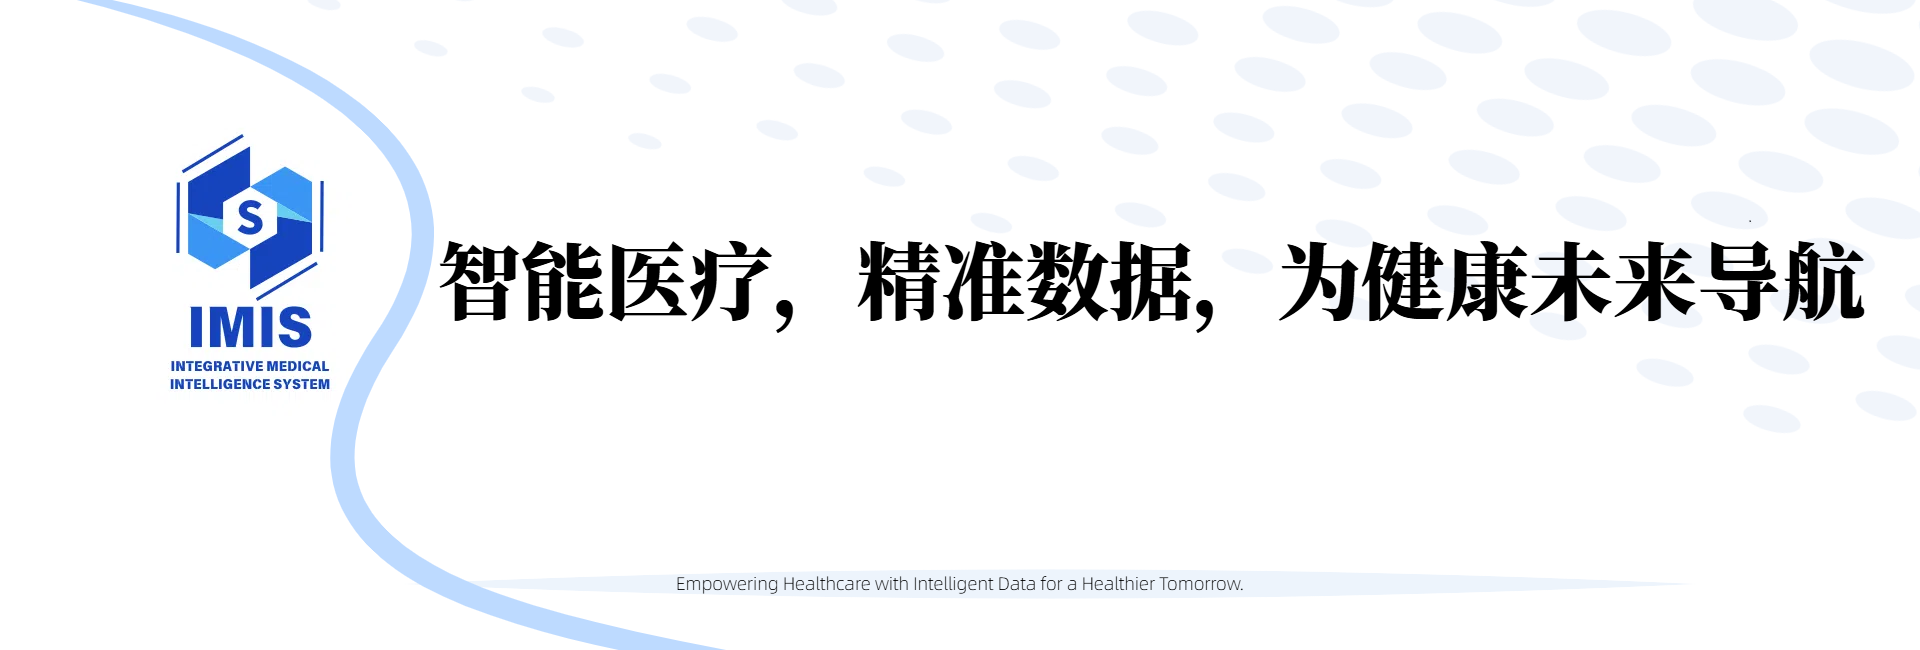 S
IMIS
INTEGRATIVE MEDICAL
INTELLIGENCE SYSTEM
智能医疗，精准数据，为健康未来导航
Empowering Healthcare with Intelligent Data for a Healthier Tomorrow.